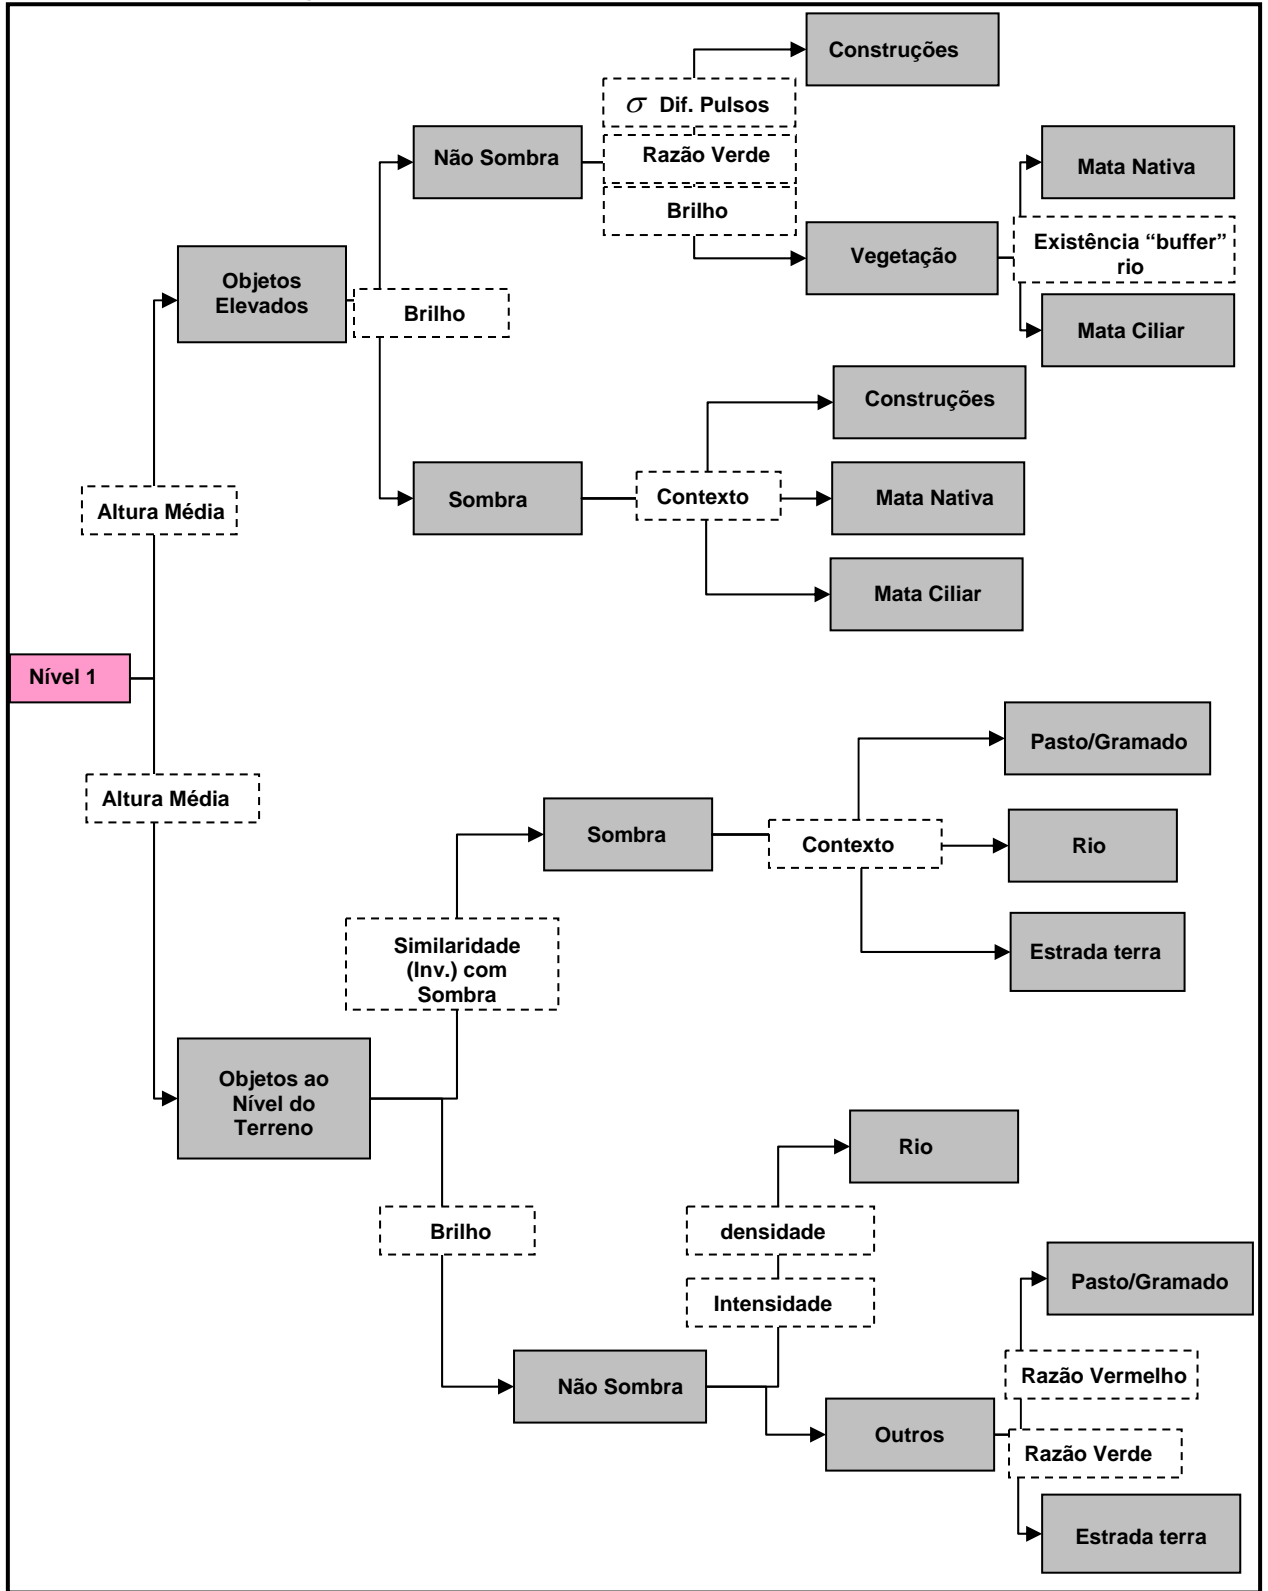 Construções
σ Dif. Pulsos
Não Sombra
Razão Verde
Mata Nativa
Brilho
Vegetação
Existência “buffer”
rio
Objetos
Elevados
Brilho
Mata Ciliar
Construções
Sombra
Contexto
Mata Nativa
Altura Média
Mata Ciliar
Nível 1
Pasto/Gramado
Altura Média
Sombra
Contexto
Rio
Similaridade
(Inv.) com
Sombra
Estrada terra
Objetos ao
Nível do
Terreno
Rio
Brilho
densidade
Pasto/Gramado
Intensidade
Não Sombra
Razão Vermelho
Outros
Razão Verde
Estrada terra